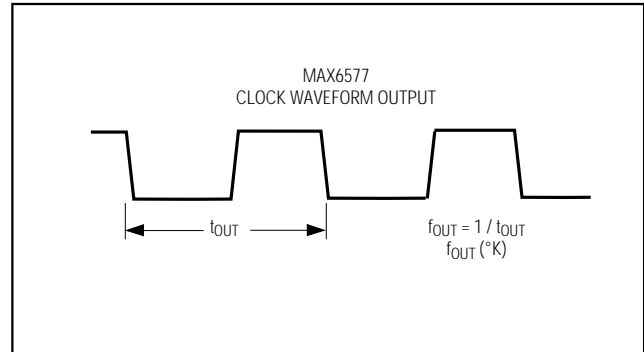 MAX6577
CLOCK WAVEFORM OUTPUT
tOUT
fOUT = 1 / tOUT
fOUT (°K)